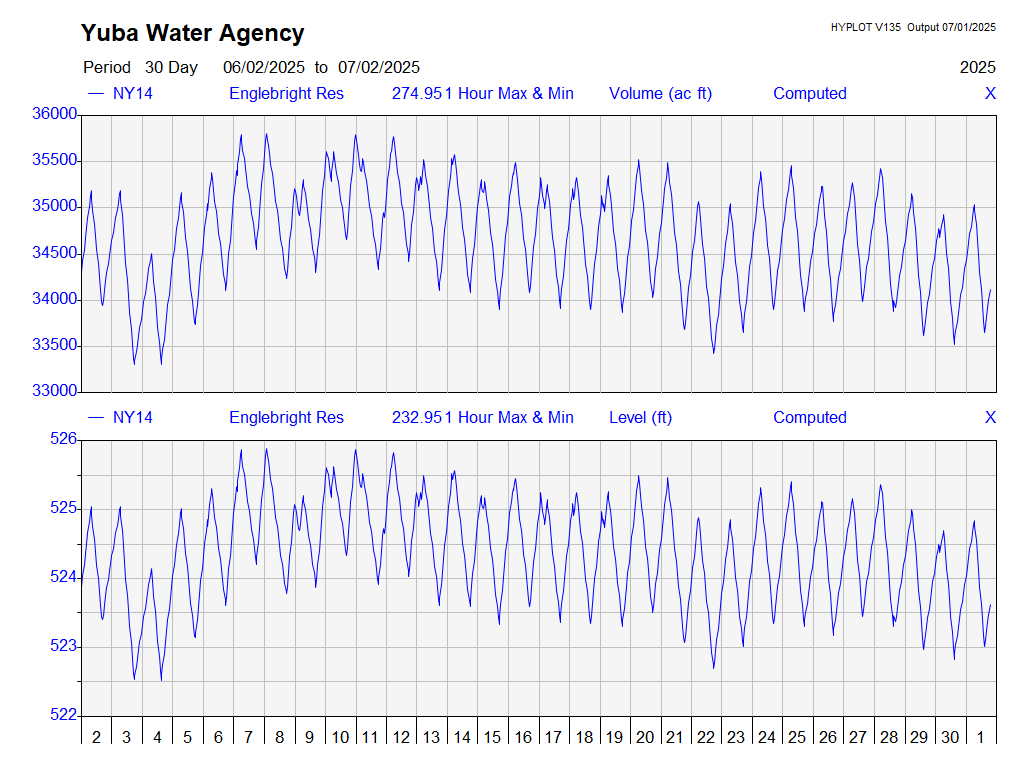 Yuba Water Agency
HYPLOT V135 Output 07/01/2025
Period 30 Day 06/02/2025 to 07/02/2025 2025
— NY14 Englebright Res 274.951 Hour Max & Min Volume (ac ft) Computed X
36000
35500
35000
34500
34000
33500
33000
— NY14 Englebright Res 232.951 Hour Max & Min Level (ft) Computed X
526
525
524
523
522
2 3 4 5 6 7 8 9 10 11 12 13 14 15 16 17 18 19 20 21 22 23 24 25 26 27 28 29 30 1